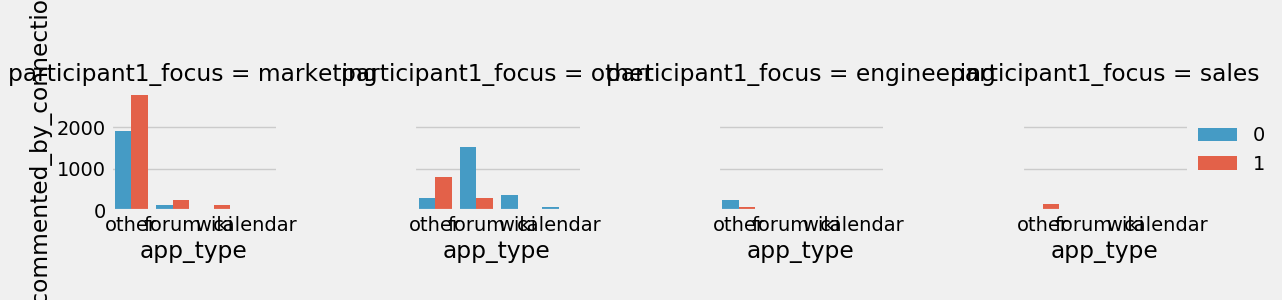 participant1_focus = marketing
participant1_focus = other
participant1_focus = engineering
participant1_focus = sales
commented_by_connectio
2000
1000
0
other forum wiki calendar
other forum wiki calendar
other forum wiki calendar
other forum wiki calendar
app_type
app_type
app_type
app_type
0
1